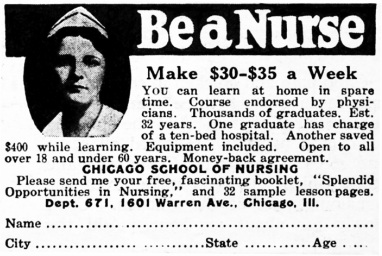 Be a Nurse
Make $30-$35 a Week
YOU can learn at home in spare
time. Course endorsed by physi-
cians. Thousands of graduates. Est.
32 years. One graduate has charge
of a ten-bed hospital. Another saved
$400 while learning. Equipment included. Open to all
over 18 and under 60 years. Money-back agreement.
CHICAGO SCHOOL OF NURSING
Please send me your free, fascinating booklet, "Splendid
Opportunities in Nursing," and 32 sample lesson pages.
Dept. 671, 1601 Warren Ave., Chicago, Ill.
Name
City State Age